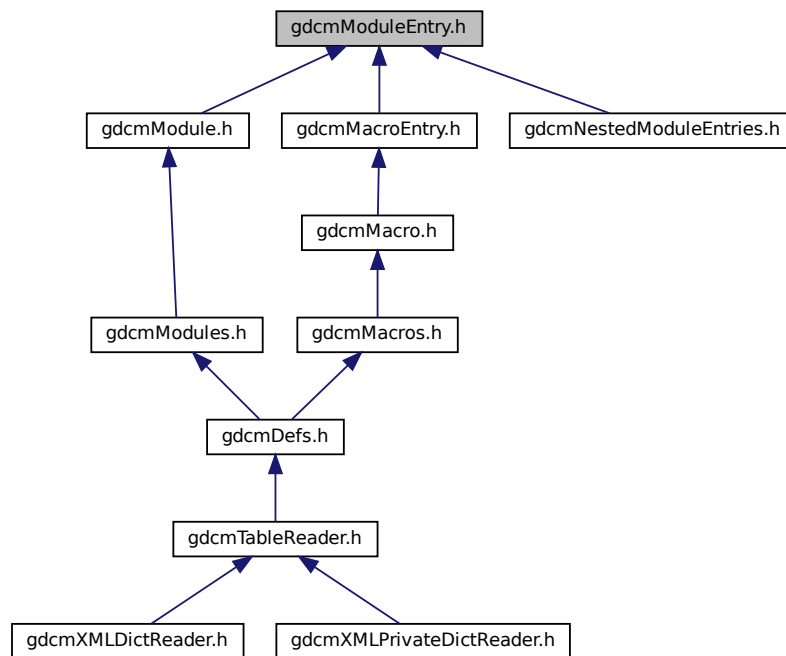 gdcmModuleEntry.h
gdcmModule.h
gdcmMacroEntry.h
gdcmNestedModuleEntries.h
gdcmMacro.h
gdcmModules.h
gdcmMacros.h
gdcmDefs.h
gdcmTableReader.h
gdcmXMLDictReader.h
gdcmXMLPrivateDictReader.h